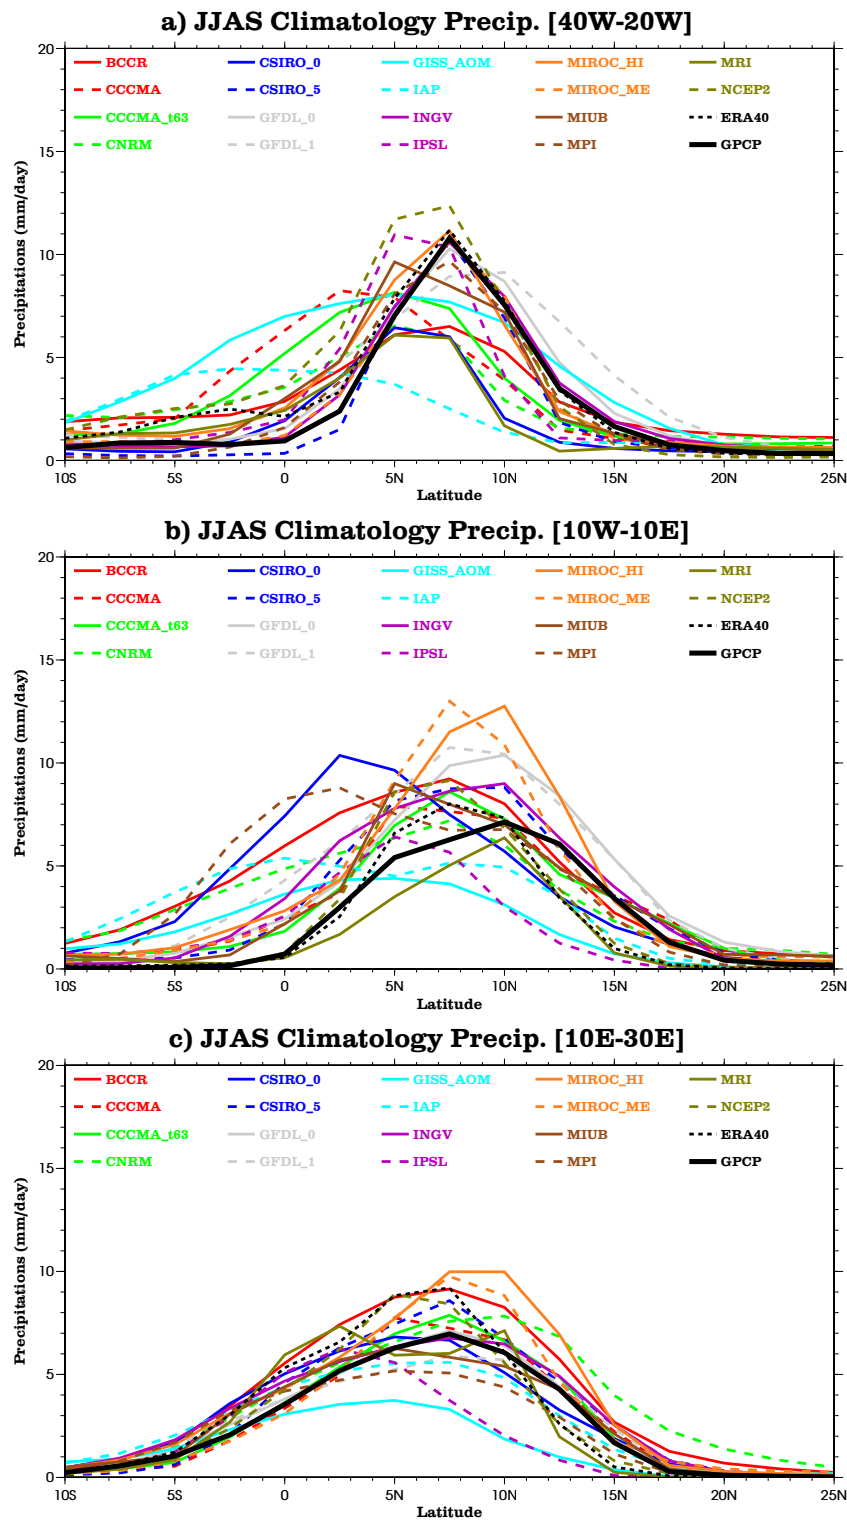 a) JJAS Climatology Precip. [40W-20W]
20
BCCR CSIRO_0 GISS_AOM MIROC_HI MRI
CCCMA CSIRO_5 IAP MIROC_ME NCEP2
CCCMA_t63 GFDL_0 INGV MIUB ERA40
CNRM GFDL_1 IPSL MPI GPCP
15
10
5
0
Precipitations (mm/day)
10S 5S 0 5N 10N 15N 20N 25N
Latitude
b) JJAS Climatology Precip. [10W-10E]
20
BCCR CSIRO_0 GISS_AOM MIROC_HI MRI
CCCMA CSIRO_5 IAP MIROC_ME NCEP2
CCCMA_t63 GFDL_0 INGV MIUB ERA40
CNRM GFDL_1 IPSL MPI GPCP
15
10
5
0
Precipitations (mm/day)
10S 5S 0 5N 10N 15N 20N 25N
Latitude
c) JJAS Climatology Precip. [10E-30E]
20
BCCR CSIRO_0 GISS_AOM MIROC_HI MRI
CCCMA CSIRO_5 IAP MIROC_ME NCEP2
CCCMA_t63 GFDL_0 INGV MIUB ERA40
CNRM GFDL_1 IPSL MPI GPCP
15
10
5
0
Precipitations (mm/day)
10S 5S 0 5N 10N 15N 20N 25N
Latitude